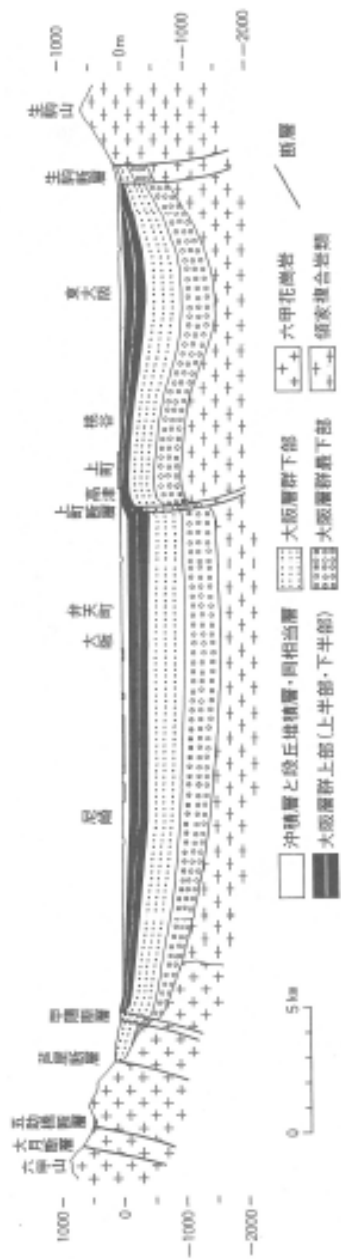 六甲山
大月断層
五助橋断層
芦屋断層
甲陽断層
尼崎
大阪
弁天町
上町断層
上町
高津
東大阪
生駒断層
生駒山
1000
0
-1000
-2000
-1000
0m
-1000
-2000
0 5km
沖積層と段丘堆積層・同相当層
大阪層群上部(上半部・下半部)
大阪層群下部
大阪層群最下部
六甲花崗岩
領家複合岩類
断層